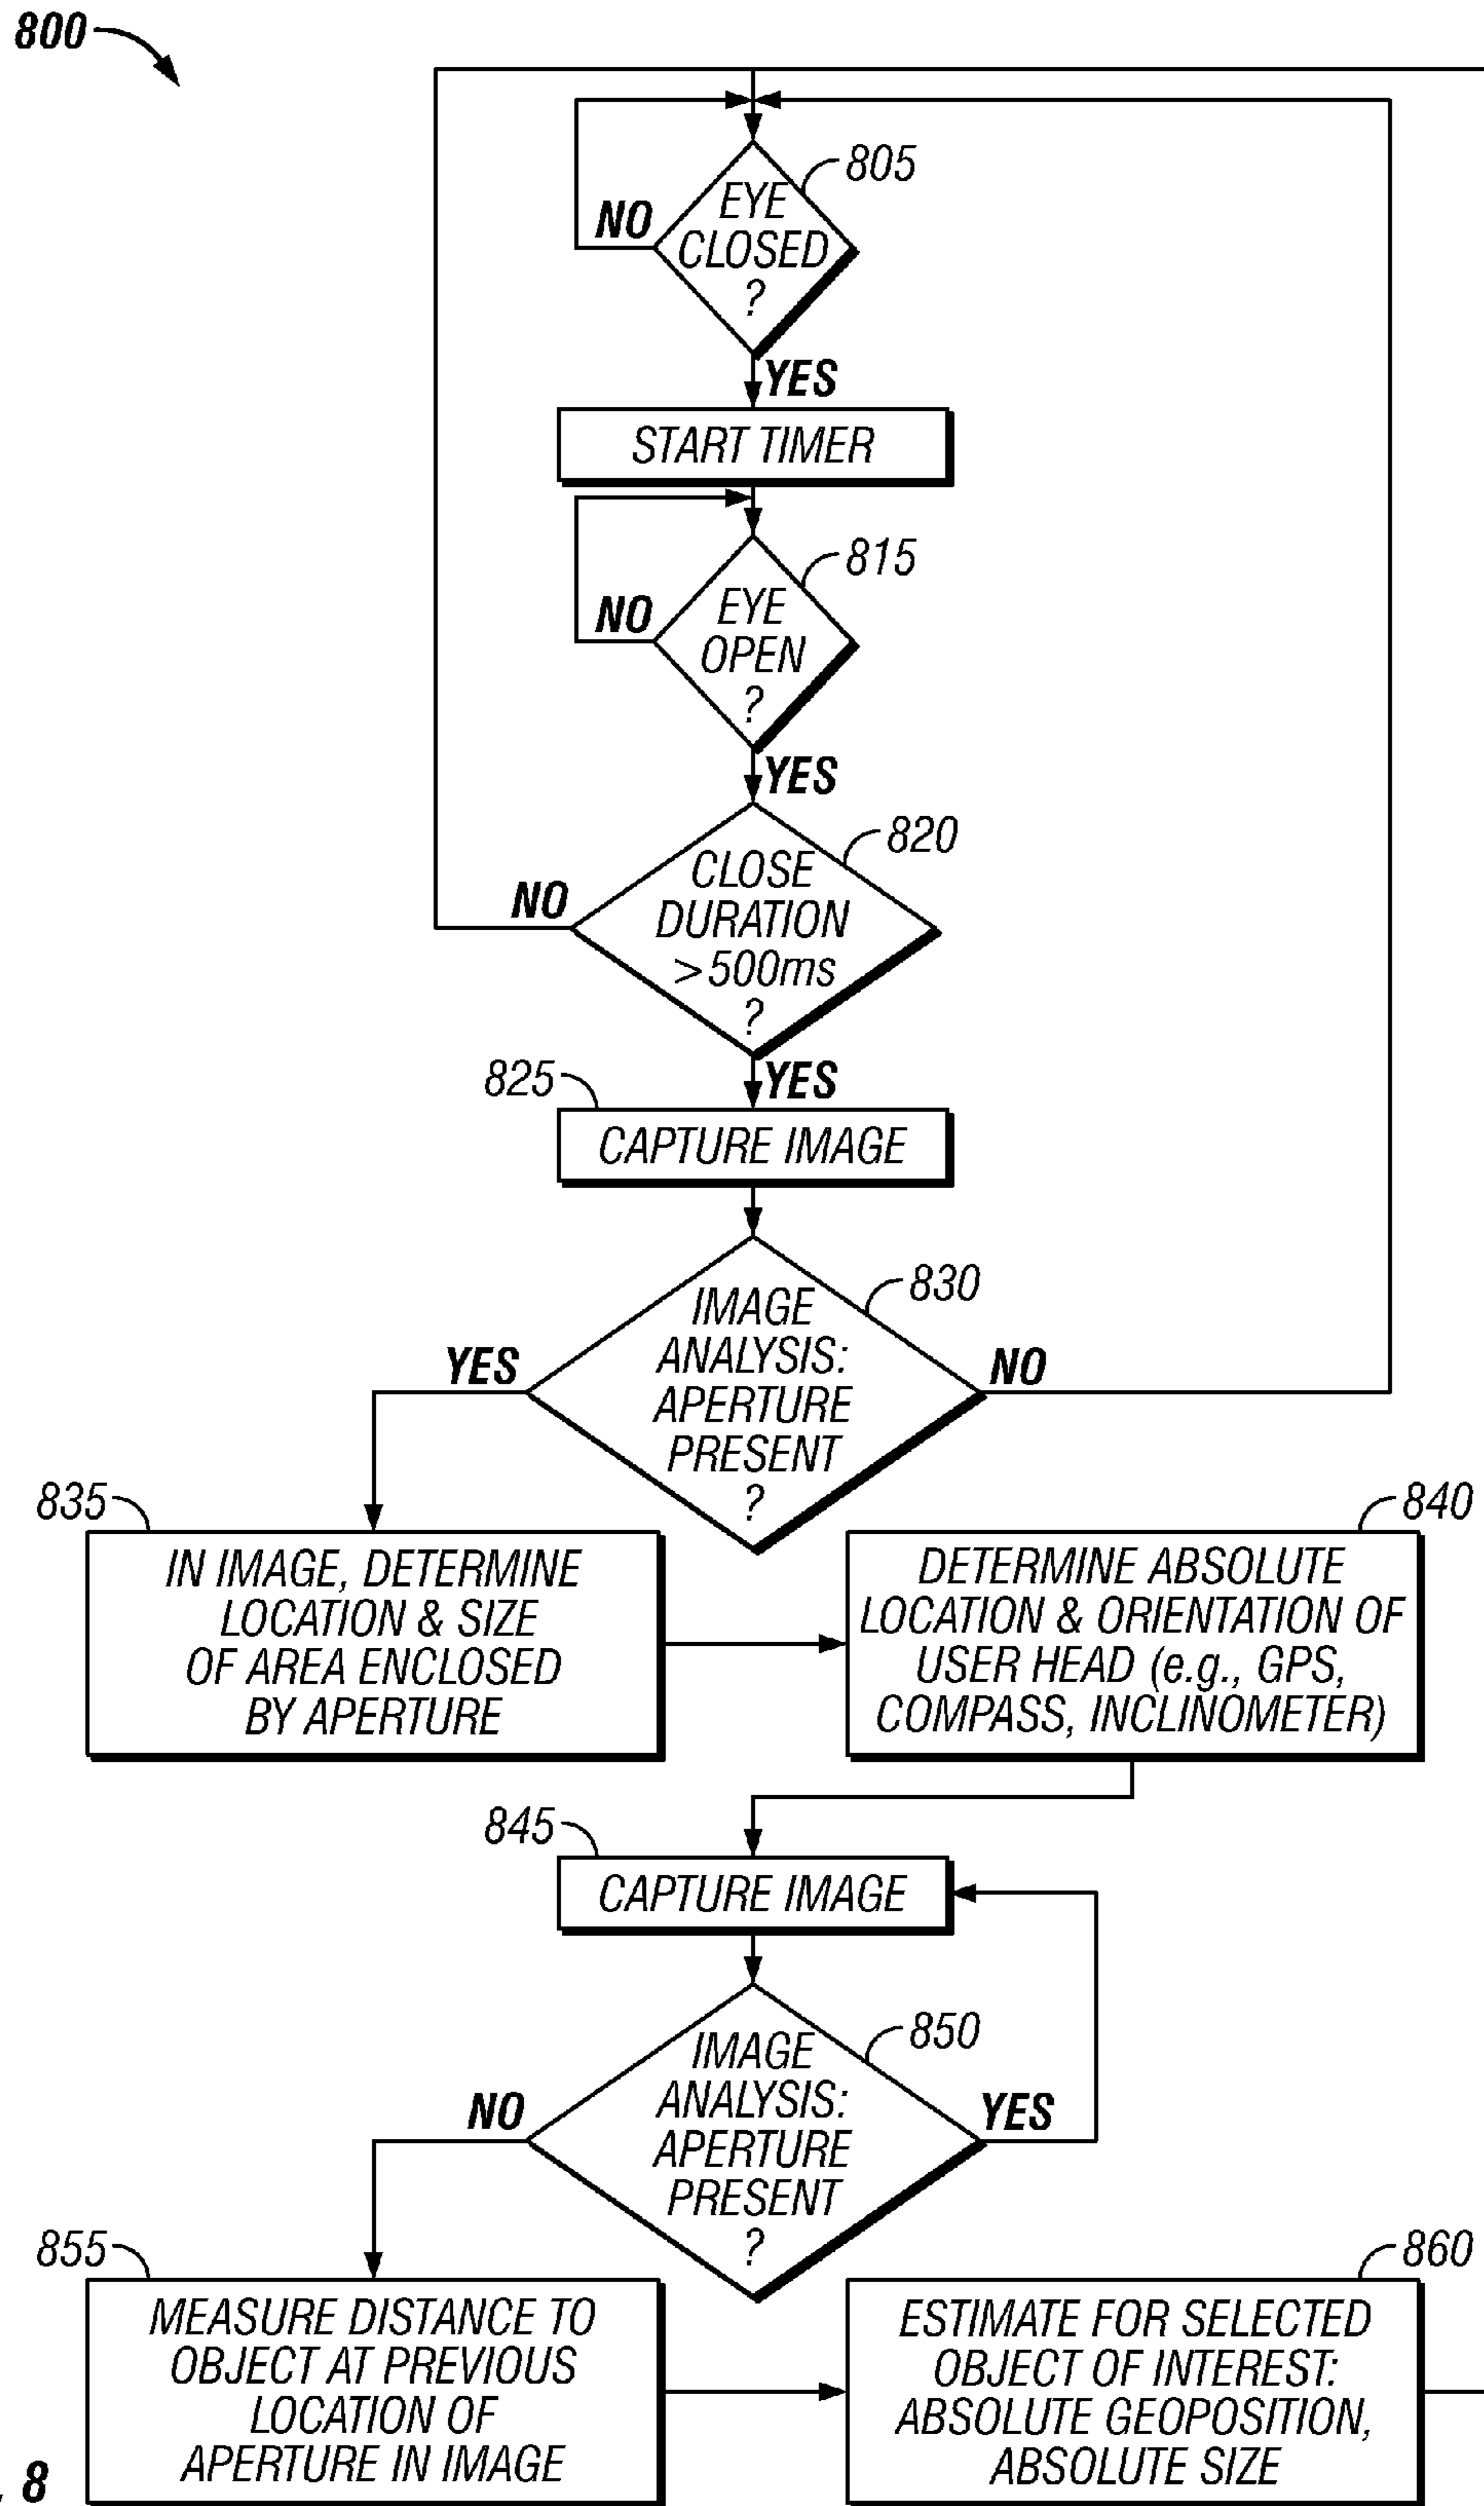 800
805
EYE
CLOSED
?
NO
YES
START TIMER
815
EYE
OPEN
?
NO
YES
820
CLOSE
DURATION
>500ms
?
NO
YES
825
CAPTURE IMAGE
830
IMAGE
ANALYSIS:
APERTURE
PRESENT
?
YES
NO
835
IN IMAGE, DETERMINE
LOCATION & SIZE
OF AREA ENCLOSED
BY APERTURE
840
DETERMINE ABSOLUTE
LOCATION & ORIENTATION OF
USER HEAD (e.g., GPS,
COMPASS, INCLINOMETER)
845
CAPTURE IMAGE
850
IMAGE
ANALYSIS:
APERTURE
PRESENT
?
NO
YES
855
MEASURE DISTANCE TO
OBJECT AT PREVIOUS
LOCATION OF
APERTURE IN IMAGE
860
ESTIMATE FOR SELECTED
OBJECT OF INTEREST:
ABSOLUTE GEOPOSITION,
ABSOLUTE SIZE
8